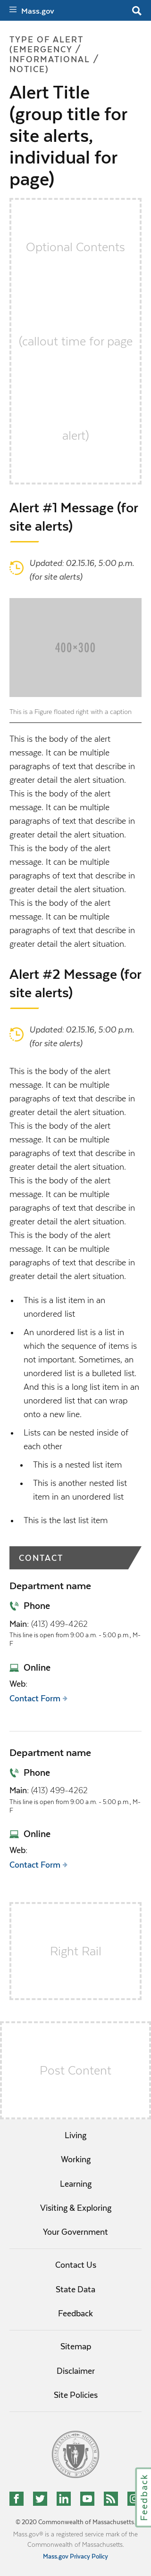 Mass.gov
TYPE OF ALERT
(EMERGENCY /
INFORMATIONAL /
NOTICE)
Alert Title
(group title for
site alerts,
individual for
page)
Optional Contents
(callout time for page
alert)
Alert #1 Message (for
site alerts)
Updated: 02.15.16, 5:00 p.m.
(for site alerts)
400×300
This is a Figure floated right with a caption
This is the body of the alert
message. It can be multiple
paragraphs of text that describe in
greater detail the alert situation.
This is the body of the alert
message. It can be multiple
paragraphs of text that describe in
greater detail the alert situation.
This is the body of the alert
message. It can be multiple
paragraphs of text that describe in
greater detail the alert situation.
This is the body of the alert
message. It can be multiple
paragraphs of text that describe in
greater detail the alert situation.
Alert #2 Message (for
site alerts)
Updated: 02.15.16, 5:00 p.m.
(for site alerts)
This is the body of the alert
message. It can be multiple
paragraphs of text that describe in
greater detail the alert situation.
This is the body of the alert
message. It can be multiple
paragraphs of text that describe in
greater detail the alert situation.
This is the body of the alert
message. It can be multiple
paragraphs of text that describe in
greater detail the alert situation.
This is the body of the alert
message. It can be multiple
paragraphs of text that describe in
greater detail the alert situation.
• This is a list item in an
unordered list
• An unordered list is a list in
which the sequence of items is
not important. Sometimes, an
unordered list is a bulleted list.
And this is a long list item in an
unordered list that can wrap
onto a new line.
• Lists can be nested inside of
each other
• This is a nested list item
• This is another nested list
item in an unordered list
• This is the last list item
CONTACT
Department name
Phone
Main: (413) 499-4262
This line is open from 9:00 a.m. - 5:00 p.m., M-
F
Online
Web:
Contact Form
Department name
Phone
Main: (413) 499-4262
This line is open from 9:00 a.m. - 5:00 p.m., M-
F
Online
Web:
Contact Form
Right Rail
Post Content
Living
Working
Learning
Visiting & Exploring
Your Government
Contact Us
State Data
Feedback
Sitemap
Disclaimer
Site Policies
Feedback
© 2020 Commonwealth of Massachusetts.
Mass.gov® is a registered service mark of the
Commonwealth of Massachusetts.
Mass.gov Privacy Policy